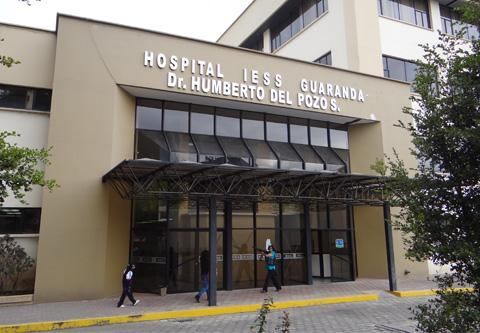 HOSPITAL IESS GUARANDA
Dr. HUMBERTO DEL POZO S.